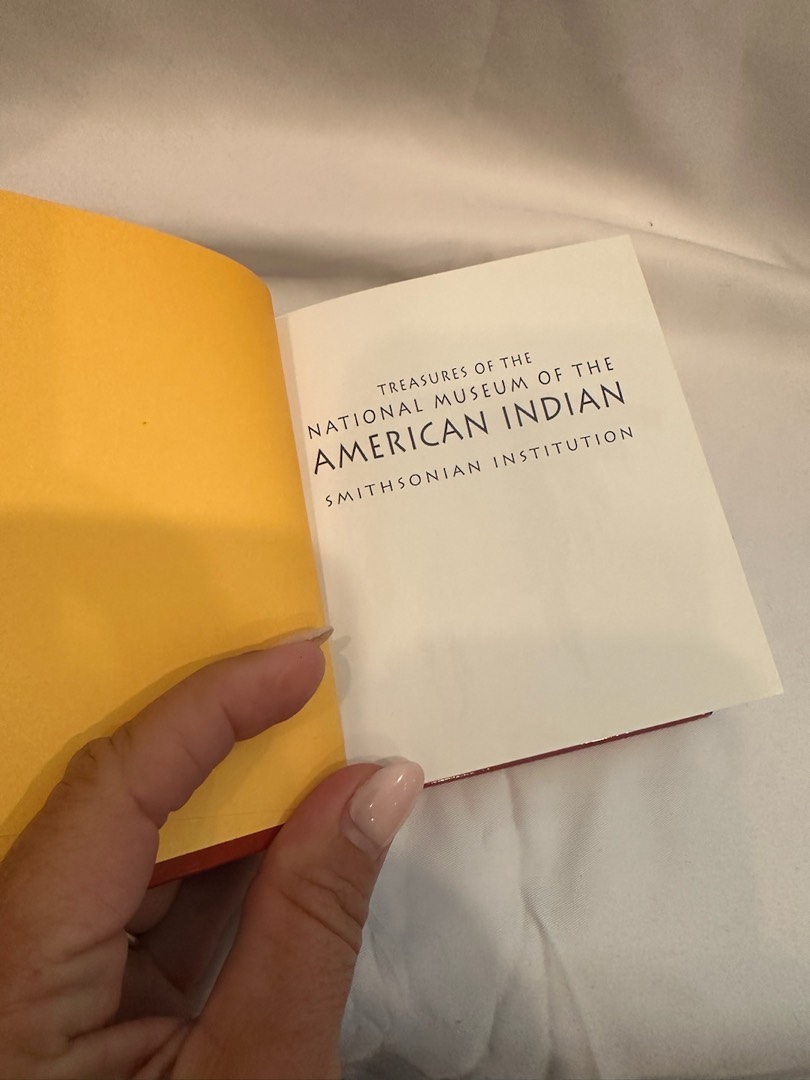 TREASURES OF THE
NATIONAL MUSEUM OF THE
AMERICAN INDIAN
SMITHSONIAN INSTITUTION